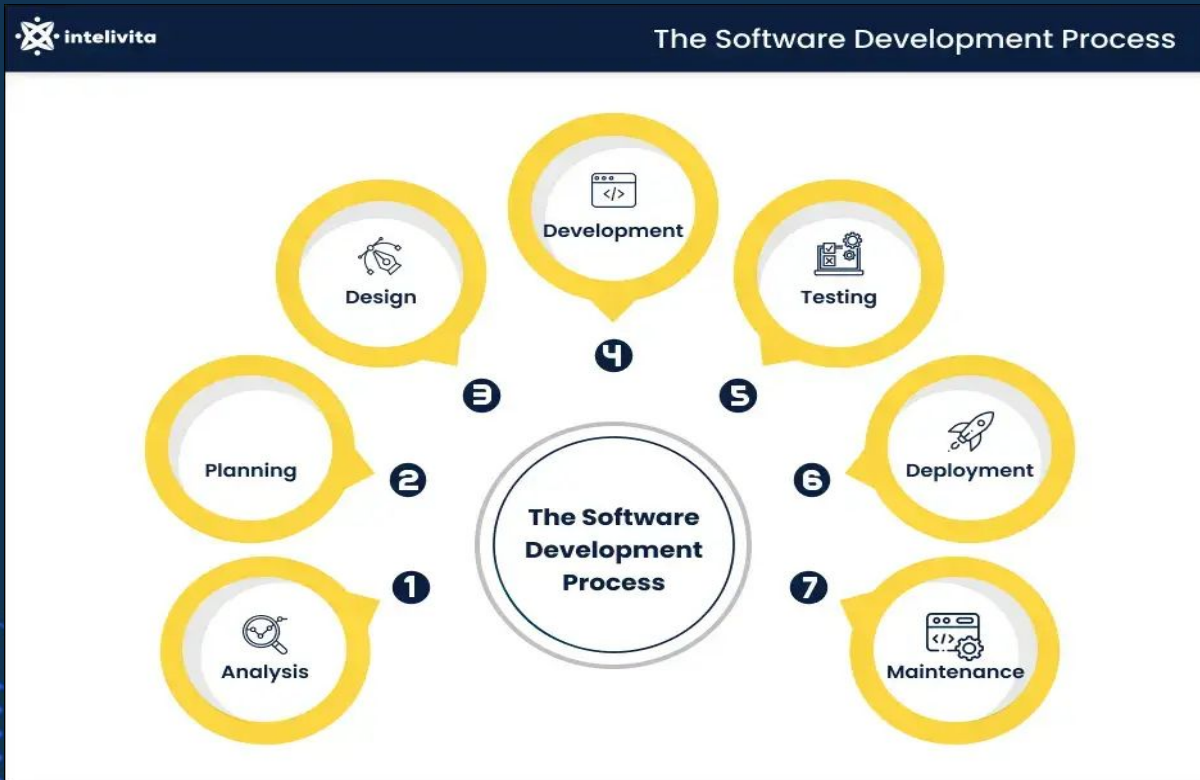 intelivita
The Software Development Process
Development
</>
Design
Testing
4
3
5
Planning
Deployment
2
6
The Software
Development
Process
1
7
</>
Analysis
Maintenance